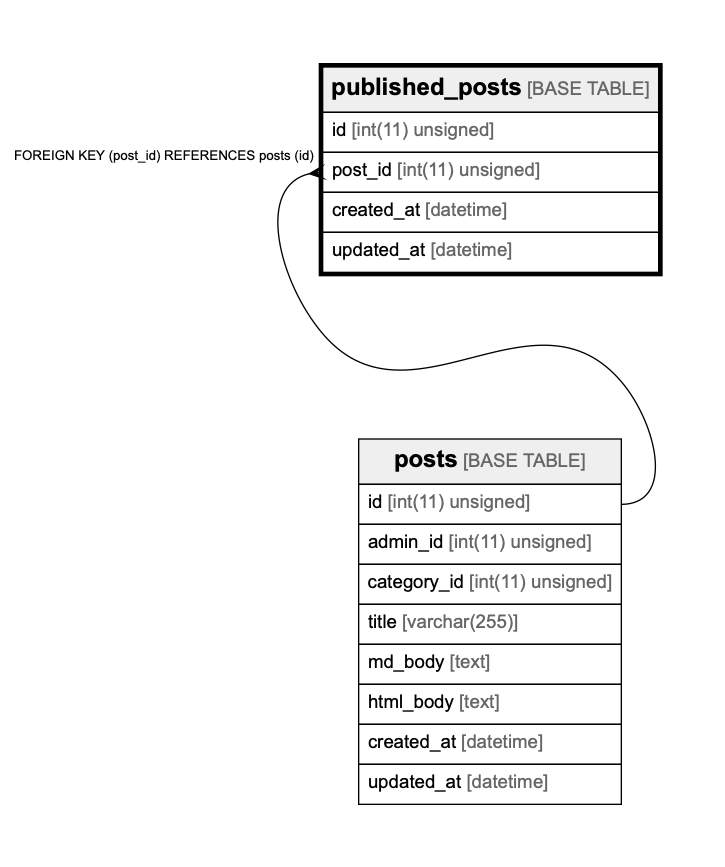 published_posts [BASE TABLE]
id [int(11) unsigned]
FOREIGN KEY (post_id) REFERENCES posts (id)
post_id [int(11) unsigned]
created_at [datetime]
updated_at [datetime]
posts [BASE TABLE]
id [int(11) unsigned]
admin_id [int(11) unsigned]
category_id [int(11) unsigned]
title [varchar(255)]
md_body [text]
html_body [text]
created_at [datetime]
updated_at [datetime]